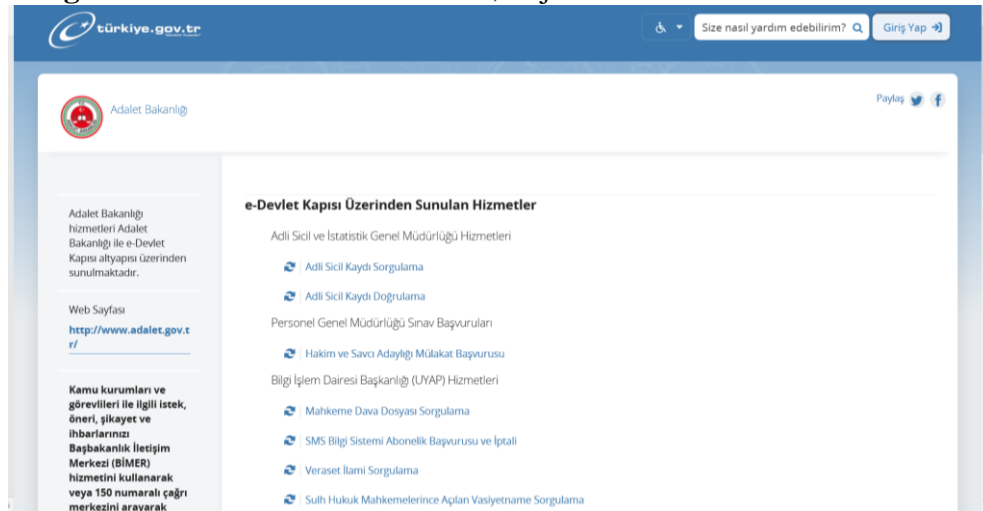 türkiye.gov.tr
Size nasıl yardım edebilirim?
Giriş Yap
Adalet Bakanlığı
Paylaş
Adalet Bakanlığı
hizmetleri Adalet
Bakanlığı ile e-Devlet
Kapısı altyapısı üzerinden
sunulmaktadır.
Web Sayfası
http://www.adalet.gov.t
r/
Kamu kurumları ve
görevlileri ile ilgili istek,
öneri, şikayet ve
ihbarlarınızı
Başbakanlık İletişim
Merkezi (BİMER)
hizmetini kullanarak
veya 150 numaralı çağrı
merkezini arayarak
e-Devlet Kapısı Üzerinden Sunulan Hizmetler
Adli Sicil ve İstatistik Genel Müdürlüğü Hizmetleri
Adli Sicil Kaydı Sorgulama
Adli Sicil Kaydı Doğrulama
Personel Genel Müdürlüğü Sınav Başvuruları
Hakim ve Savcı Adaylığı Mülakat Başvurusu
Bilgi İşlem Dairesi Başkanlığı (UYAP) Hizmetleri
Mahkeme Dava Dosyası Sorgulama
SMS Bilgi Sistemi Abonelik Başvurusu ve İptali
Veraset İlami Sorgulama
Sulh Hukuk Mahkemelerince Açılan Vasiyetname Sorgulama